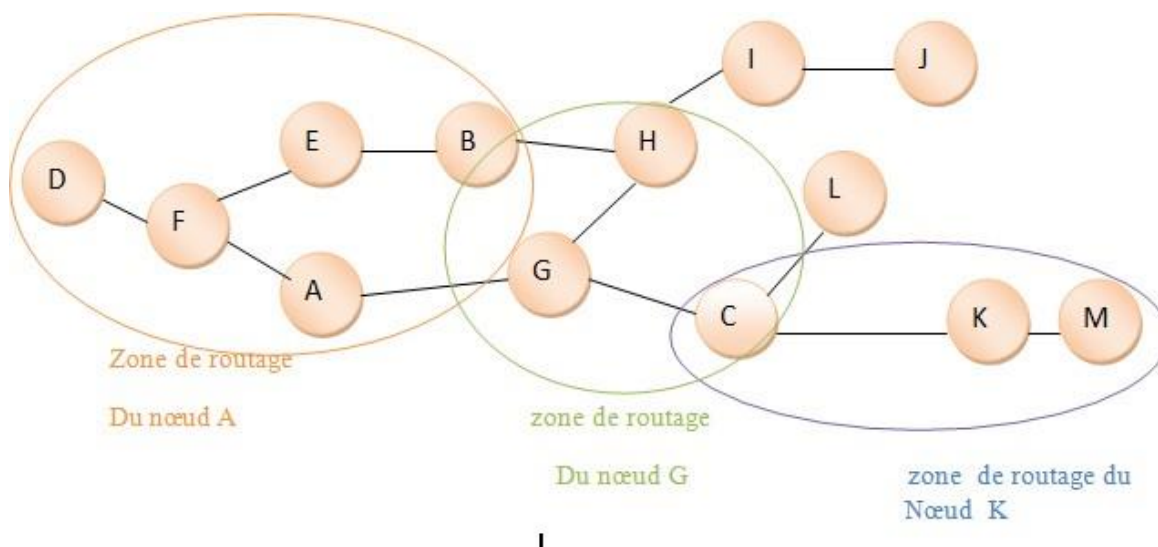 I
J
E
B
H
D
L
F
G
A
C
K
M
Zone de routage
Du nœud A
zone de routage
Du nœud G
zone de routage du
Nœud K